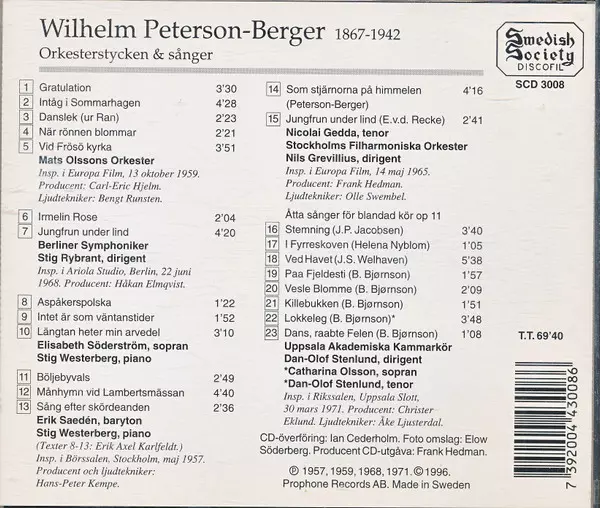 Wilhelm Peterson-Berger 1867-1942
Orkesterstycken & sånger
Swedish
Society
DISCOFIL
SCD 3008
1 Gratulation 3'30
2 Intåg i Sommarhagen 4'28
3 Danslek (ur Ran) 2'23
4 När rönnen blommar 2'21
5 Vid Frösö kyrka 3'51
Mats Olssons Orkester
Insp. i Europa Film, 13 oktober 1959.
Producent: Carl-Eric Hjelm.
Ljudtekniker: Bengt Runsten.
6 Irmelin Rose 2'04
7 Jungfrun under lind 4'20
Berliner Symphoniker
Stig Rybrant, dirigent
Insp. i Ariola Studio, Berlin, 22 juni
1968. Producent: Håkan Elmqvist.
8 Aspåkerspolska 1'22
9 Intet är som väntanstider 1'52
10 Längtan heter min arvedel 3'10
Elisabeth Söderström, sopran
Stig Westerberg, piano
11 Böljebyvals 2'49
12 Månhymn vid Lambertsmässan 4'40
13 Sång efter skördeanden 2'36
Erik Saedén, baryton
Stig Westerberg, piano
(Texter 8-13: Erik Axel Karlfeldt.)
Insp. i Börssalen, Stockholm, maj 1957.
Producent och ljudtekniker:
Hans-Peter Kempe.
14 Som stjärnorna på himmelen 4'16
(Peterson-Berger)
15 Jungfrun under lind (E.v.d. Recke) 2'41
Nicolai Gedda, tenor
Stockholms Filharmoniska Orkester
Nils Grevillius, dirigent
Insp. i Europa Film, 14 maj 1965.
Producent: Frank Hedman.
Ljudtekniker: Olle Swembel.
Åtta sånger för blandad kör op 11
16 Stemning (J.P. Jacobsen) 3'40
17 I Fyrreskoven (Helena Nyblom) 1'05
18 Ved Havet (J.S. Welhaven) 5'38
19 Paa Fjeldesti (B. Bjørnson) 1'57
20 Vesle Blomme (B. Bjørnson) 2'09
21 Killebukken (B. Bjørnson) 1'51
22 Lokkeleg (B. Bjørnson)* 3'48
23 Dans, raabte Felen (B. Bjørnson) 1'08
Uppsala Akademiska Kammarkör
Dan-Olof Stenlund, dirigent
*Catharina Olsson, sopran
*Dan-Olof Stenlund, tenor
Insp. i Rikssalen, Uppsala Slott,
30 mars 1971. Producent: Christer
Eklund. Ljudtekniker: Åke Ljusterdal.
CD-överföring: Ian Cederholm. Foto omslag: Elow
Söderberg. Producent CD-utgåva: Frank Hedman.
℗ 1957, 1959, 1968, 1971. © 1996.
Prophone Records AB. Made in Sweden
T.T. 69'40
7 392004 430086